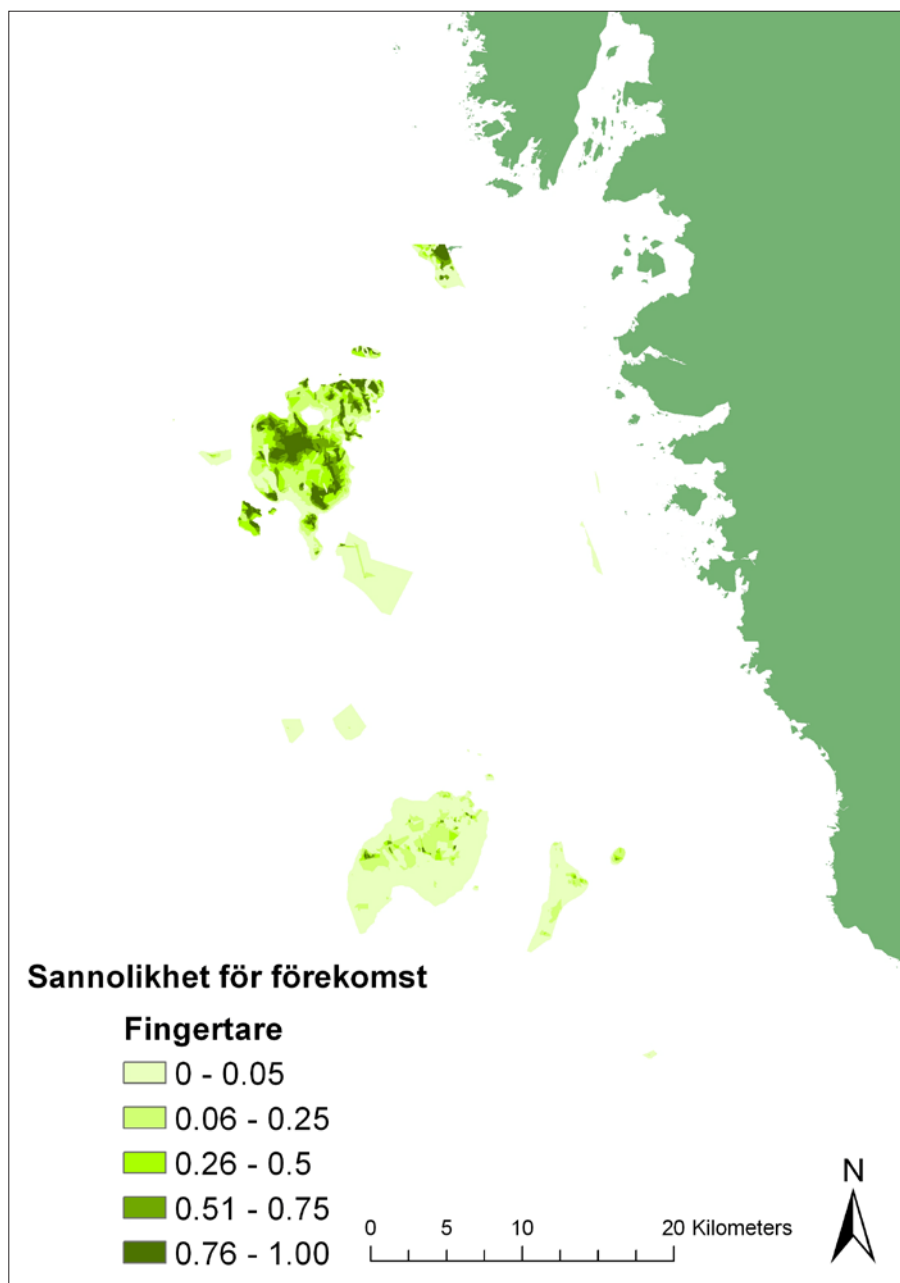 Sannolikhet för förekomst
Fingertare
0 - 0.05
0.06 - 0.25
0.26 - 0.5
0.51 - 0.75
0.76 - 1.00
0 5 10 20 Kilometers
N